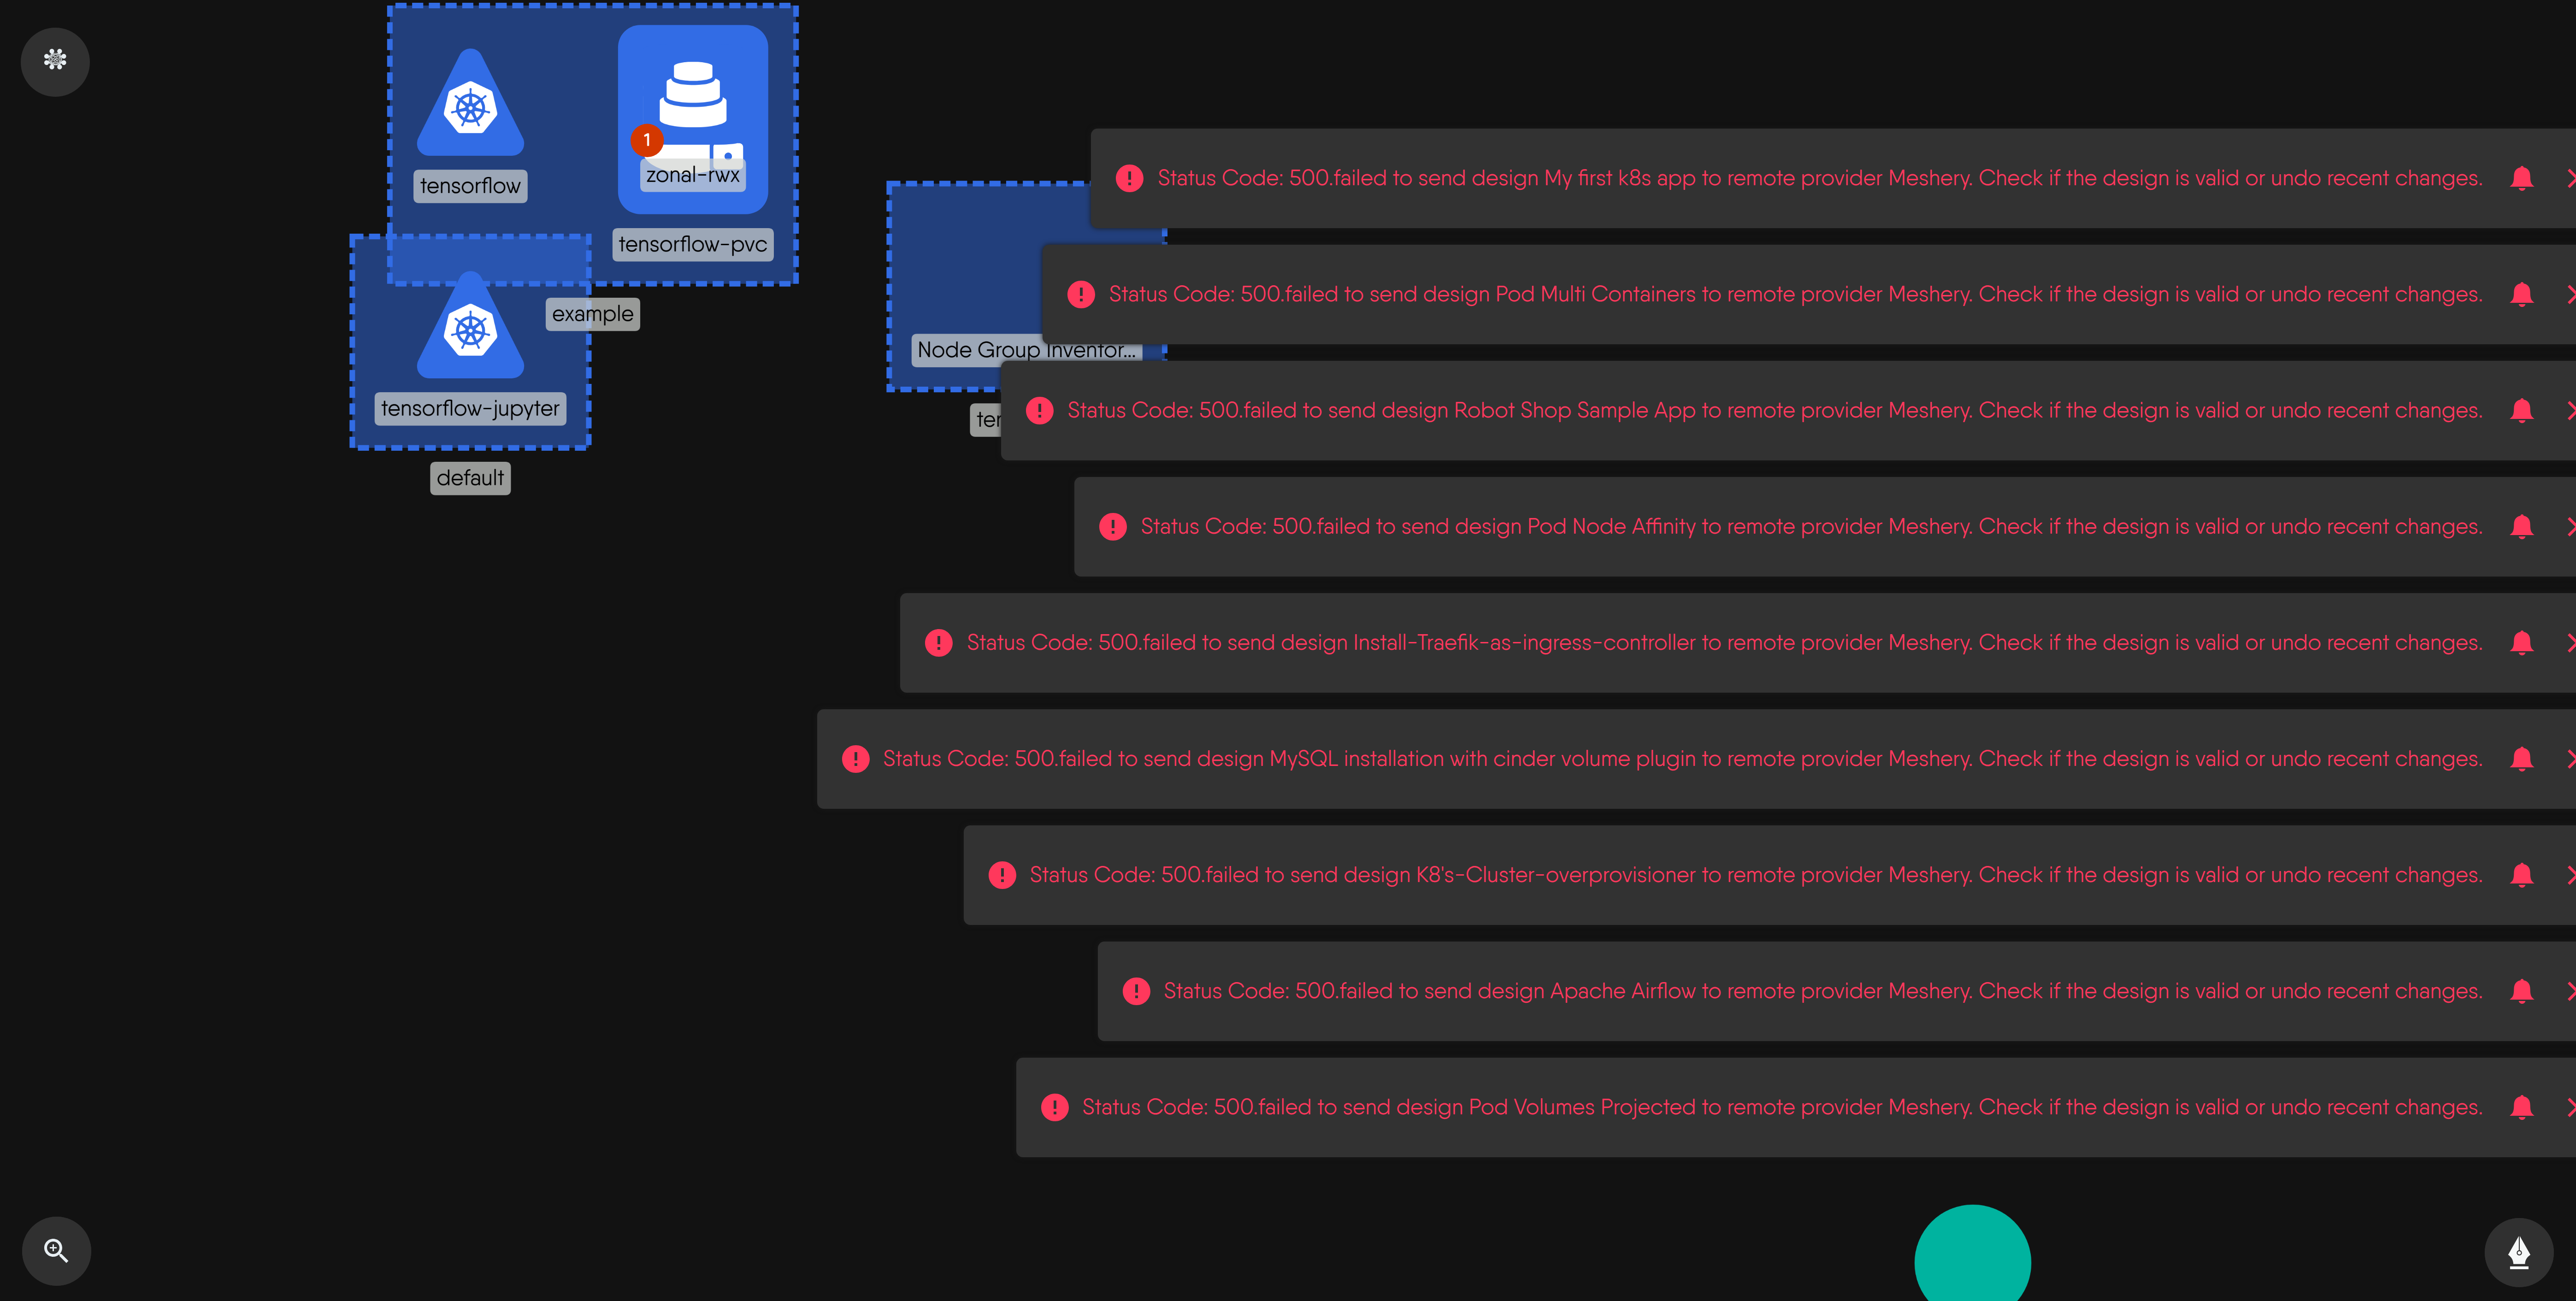 tensorflow
1
zonal-rwx
tensorflow-pvc
example
tensorflow-jupyter
default
Node Group Inventor...
Status Code: 500.failed to send design My first k8s app to remote provider Meshery. Check if the design is valid or undo recent changes.
Status Code: 500.failed to send design Pod Multi Containers to remote provider Meshery. Check if the design is valid or undo recent changes.
Status Code: 500.failed to send design Robot Shop Sample App to remote provider Meshery. Check if the design is valid or undo recent changes.
Status Code: 500.failed to send design Pod Node Affinity to remote provider Meshery. Check if the design is valid or undo recent changes.
Status Code: 500.failed to send design Install-Traefik-as-ingress-controller to remote provider Meshery. Check if the design is valid or undo recent changes.
Status Code: 500.failed to send design MySQL installation with cinder volume plugin to remote provider Meshery. Check if the design is valid or undo recent changes.
Status Code: 500.failed to send design K8's-Cluster-overprovisioner to remote provider Meshery. Check if the design is valid or undo recent changes.
Status Code: 500.failed to send design Apache Airflow to remote provider Meshery. Check if the design is valid or undo recent changes.
Status Code: 500.failed to send design Pod Volumes Projected to remote provider Meshery. Check if the design is valid or undo recent changes.